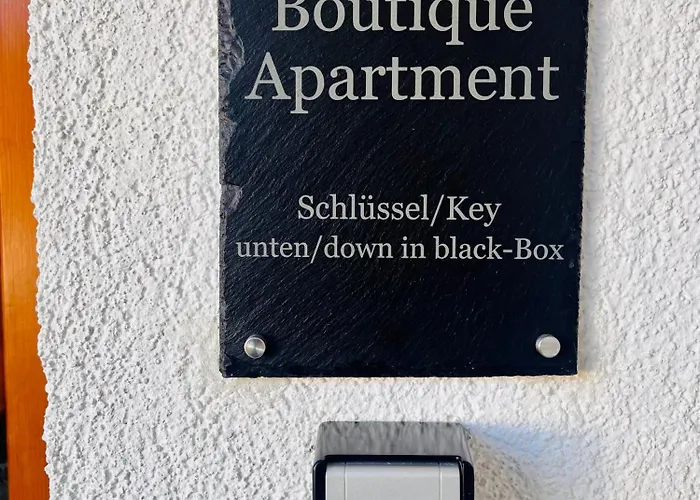 Boutique
Apartment
Schlüssel/Key
unten/down in black-Box